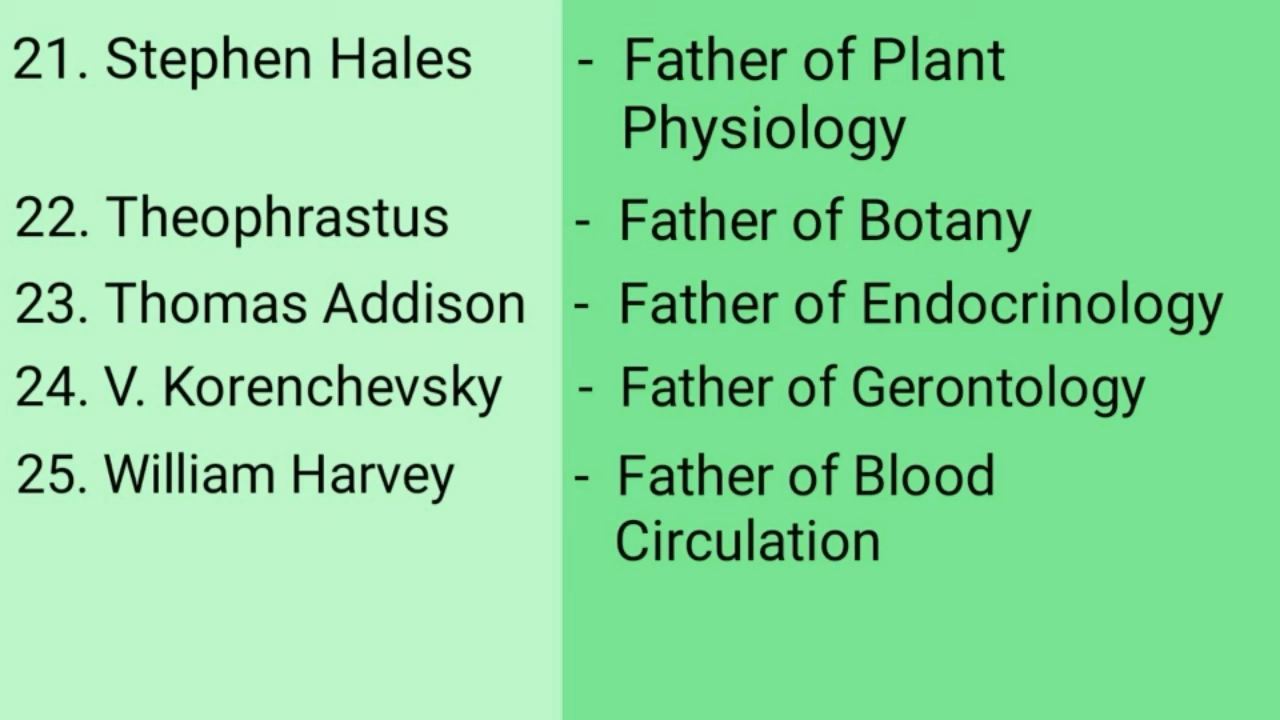 21. Stephen Hales - Father of Plant
Physiology
22. Theophrastus - Father of Botany
23. Thomas Addison - Father of Endocrinology
24. V. Korenchevsky - Father of Gerontology
25. William Harvey - Father of Blood
Circulation